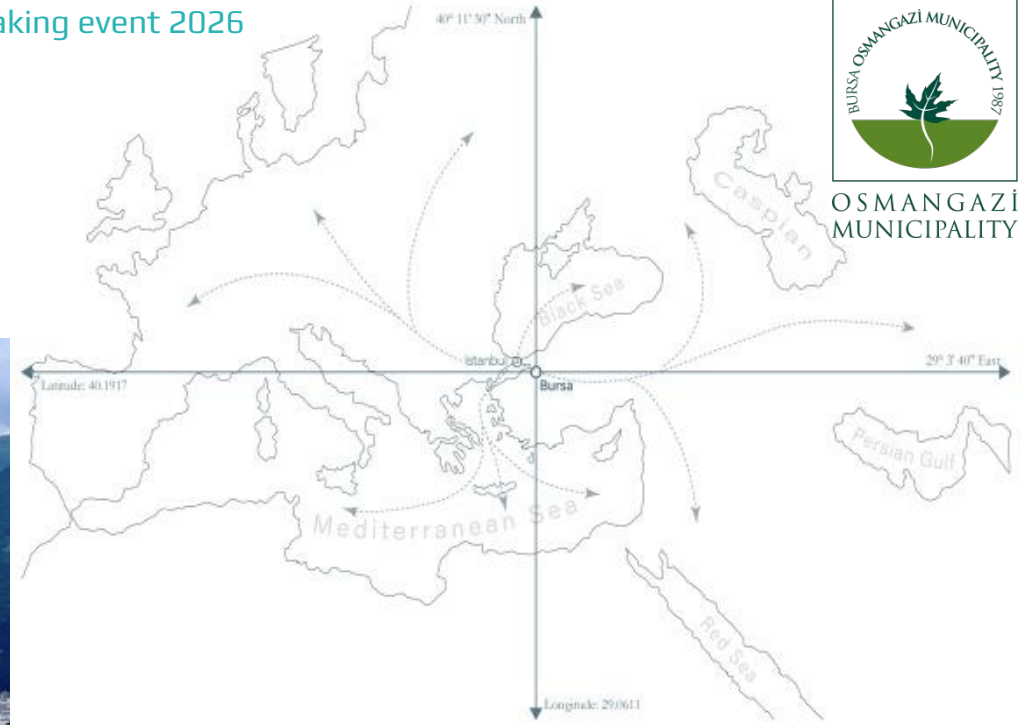 aking event 2026
40° 11' 30" North
BURSA OSMANGAZİ MUNICIPALITY 1987
OSMANGAZİ
MUNICIPALITY
Caspian
Black Sea
Istanbul
29° 3' 40" East
Latitude: 40.1917
Bursa
Persian Gulf
Mediterranean Sea
Red Sea
Longitude: 29.0611